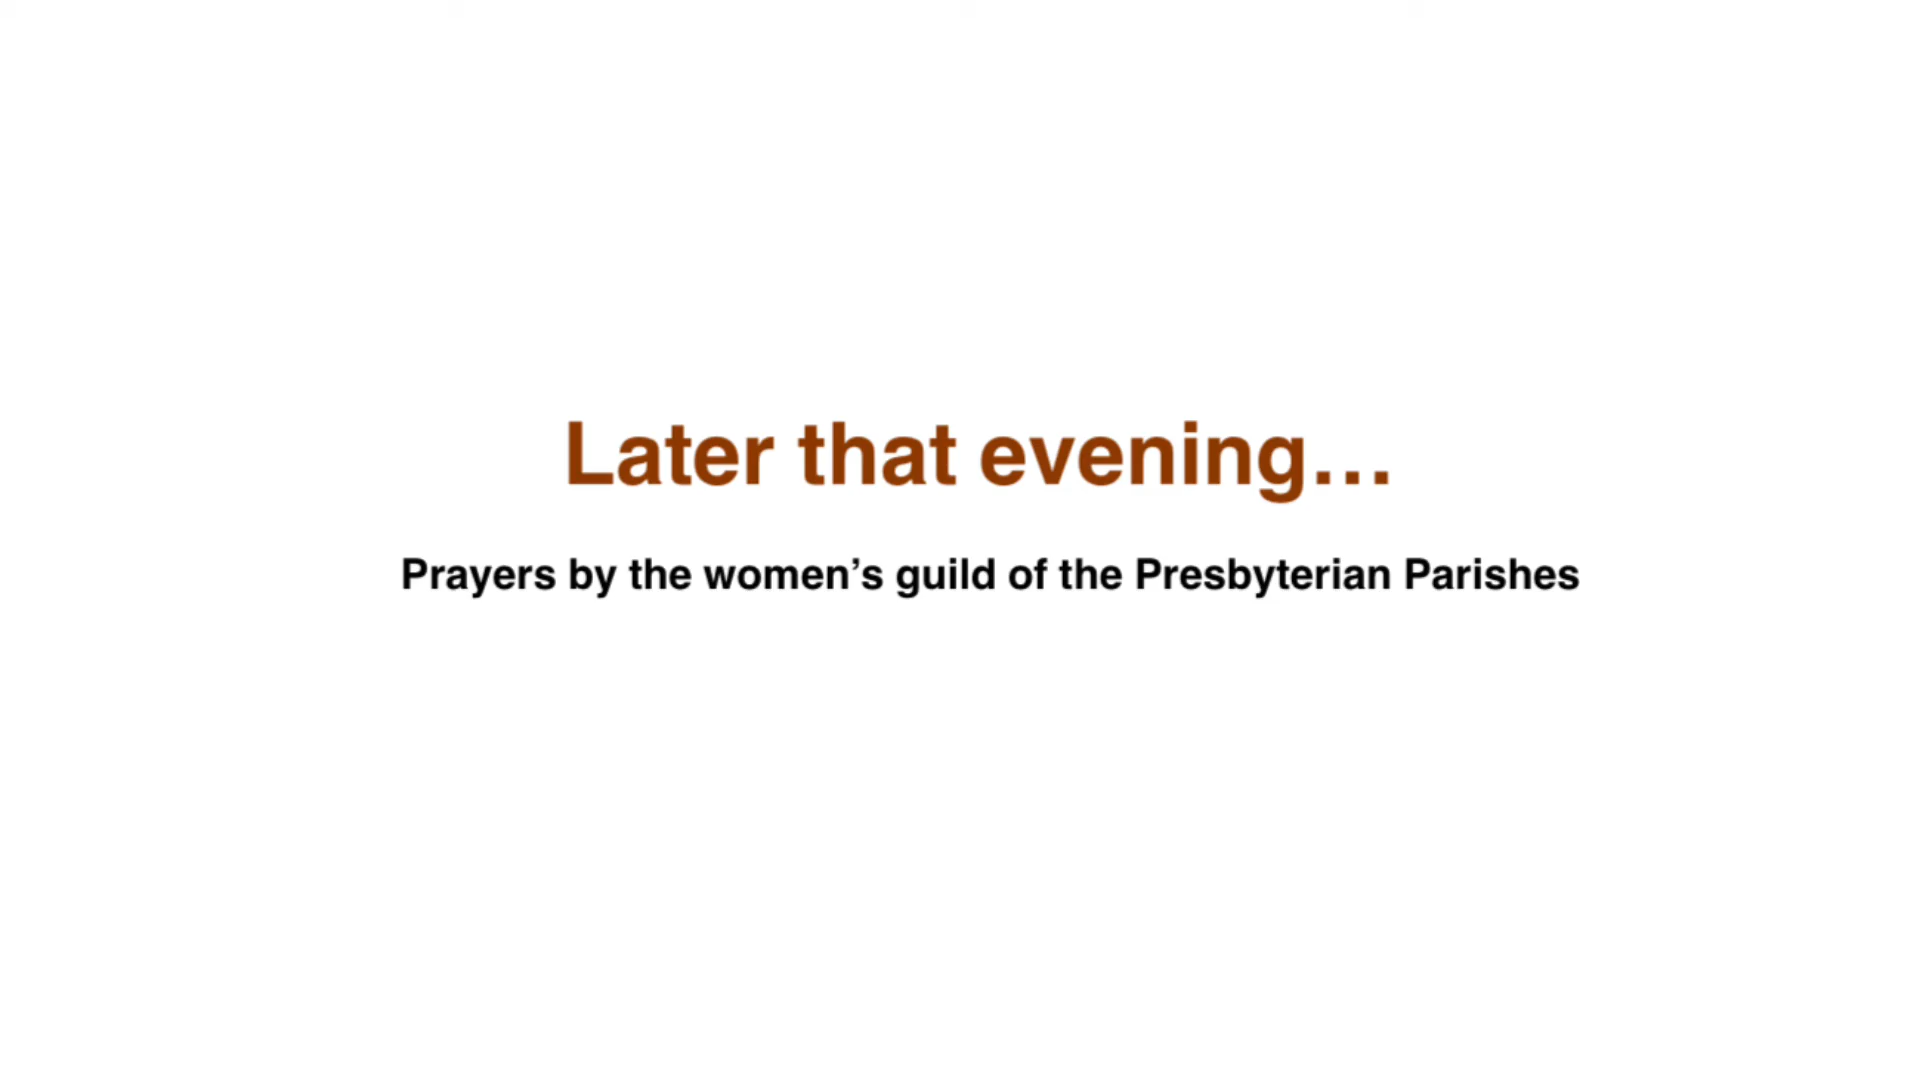 Later that evening…
Prayers by the women’s guild of the Presbyterian Parishes